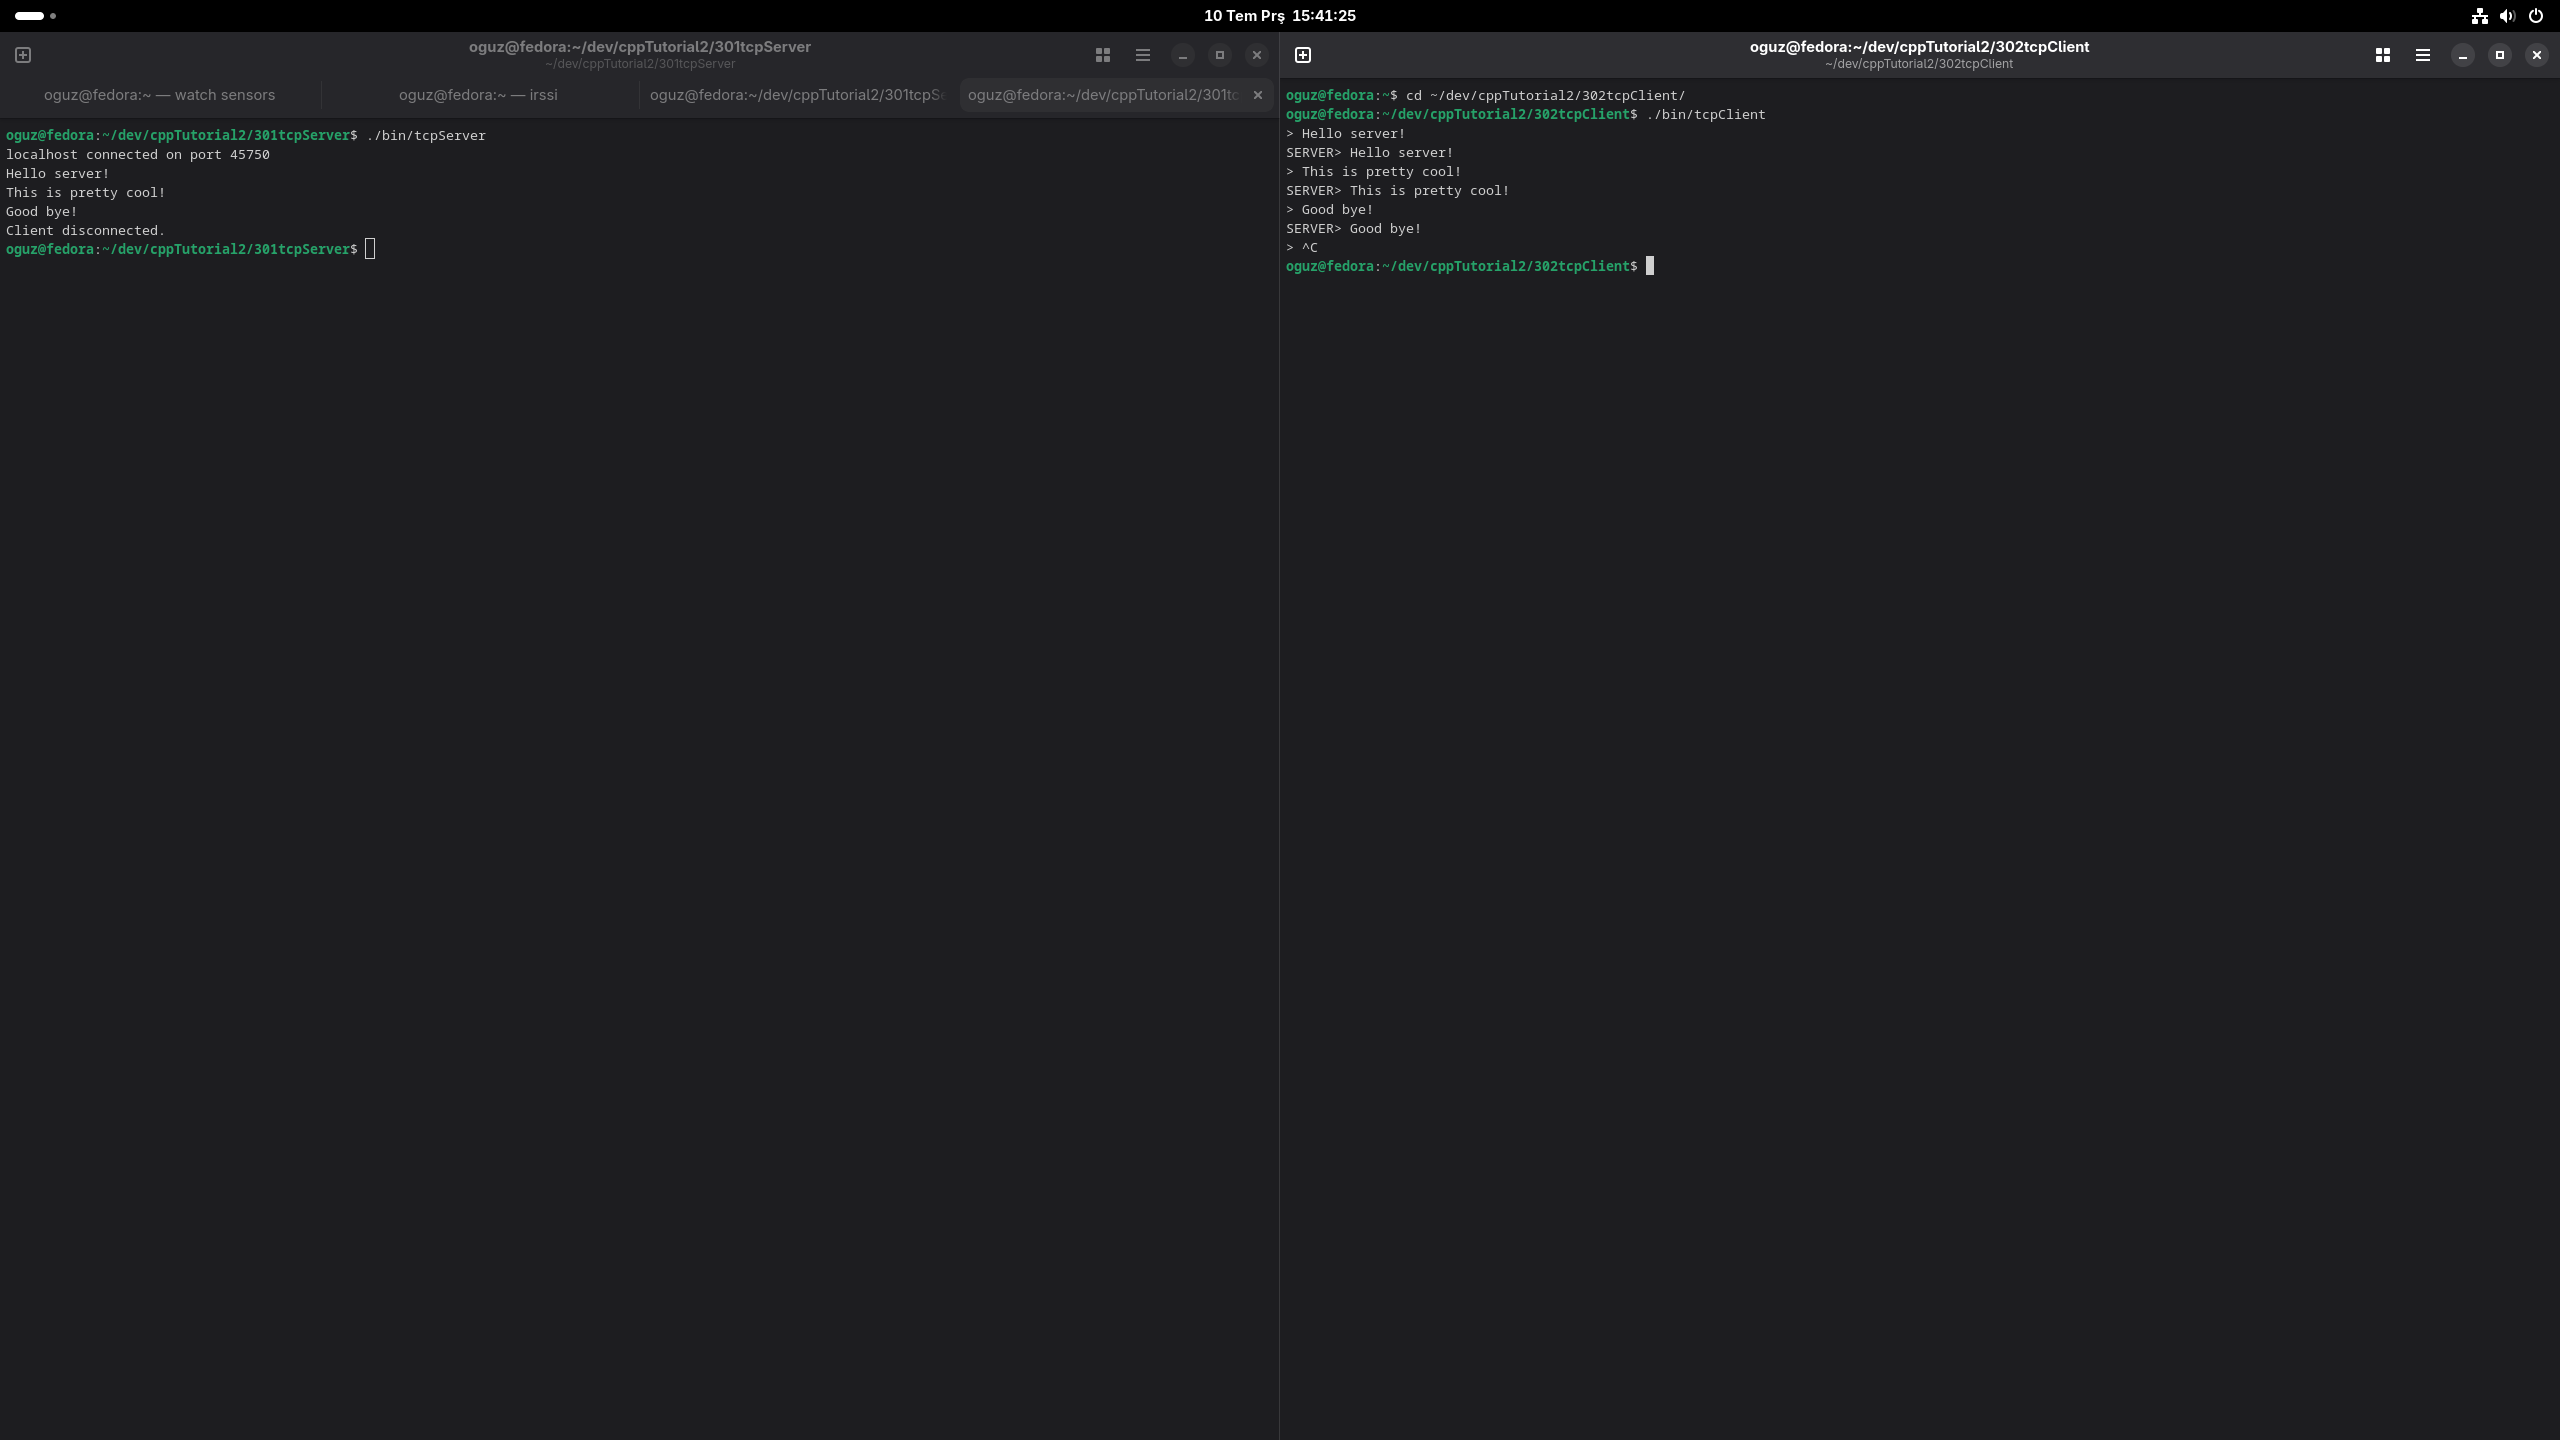 10 Tem Prş 15:41:25
oguz@fedora:~/dev/cppTutorial2/301tcpServer
~/dev/cppTutorial2/301tcpServer
oguz@fedora:~ — watch sensors
oguz@fedora:~ — irssi
oguz@fedora:~/dev/cppTutorial2/301tcpSe
oguz@fedora:~/dev/cppTutorial2/301tc
oguz@fedora:~/dev/cppTutorial2/301tcpServer$ ./bin/tcpServer
localhost connected on port 45750
Hello server!
This is pretty cool!
Good bye!
Client disconnected.
oguz@fedora:~/dev/cppTutorial2/301tcpServer$
oguz@fedora:~/dev/cppTutorial2/302tcpClient
~/dev/cppTutorial2/302tcpClient
oguz@fedora:~$ cd ~/dev/cppTutorial2/302tcpClient/
oguz@fedora:~/dev/cppTutorial2/302tcpClient$ ./bin/tcpClient
> Hello server!
SERVER> Hello server!
> This is pretty cool!
SERVER> This is pretty cool!
> Good bye!
SERVER> Good bye!
> ^C
oguz@fedora:~/dev/cppTutorial2/302tcpClient$